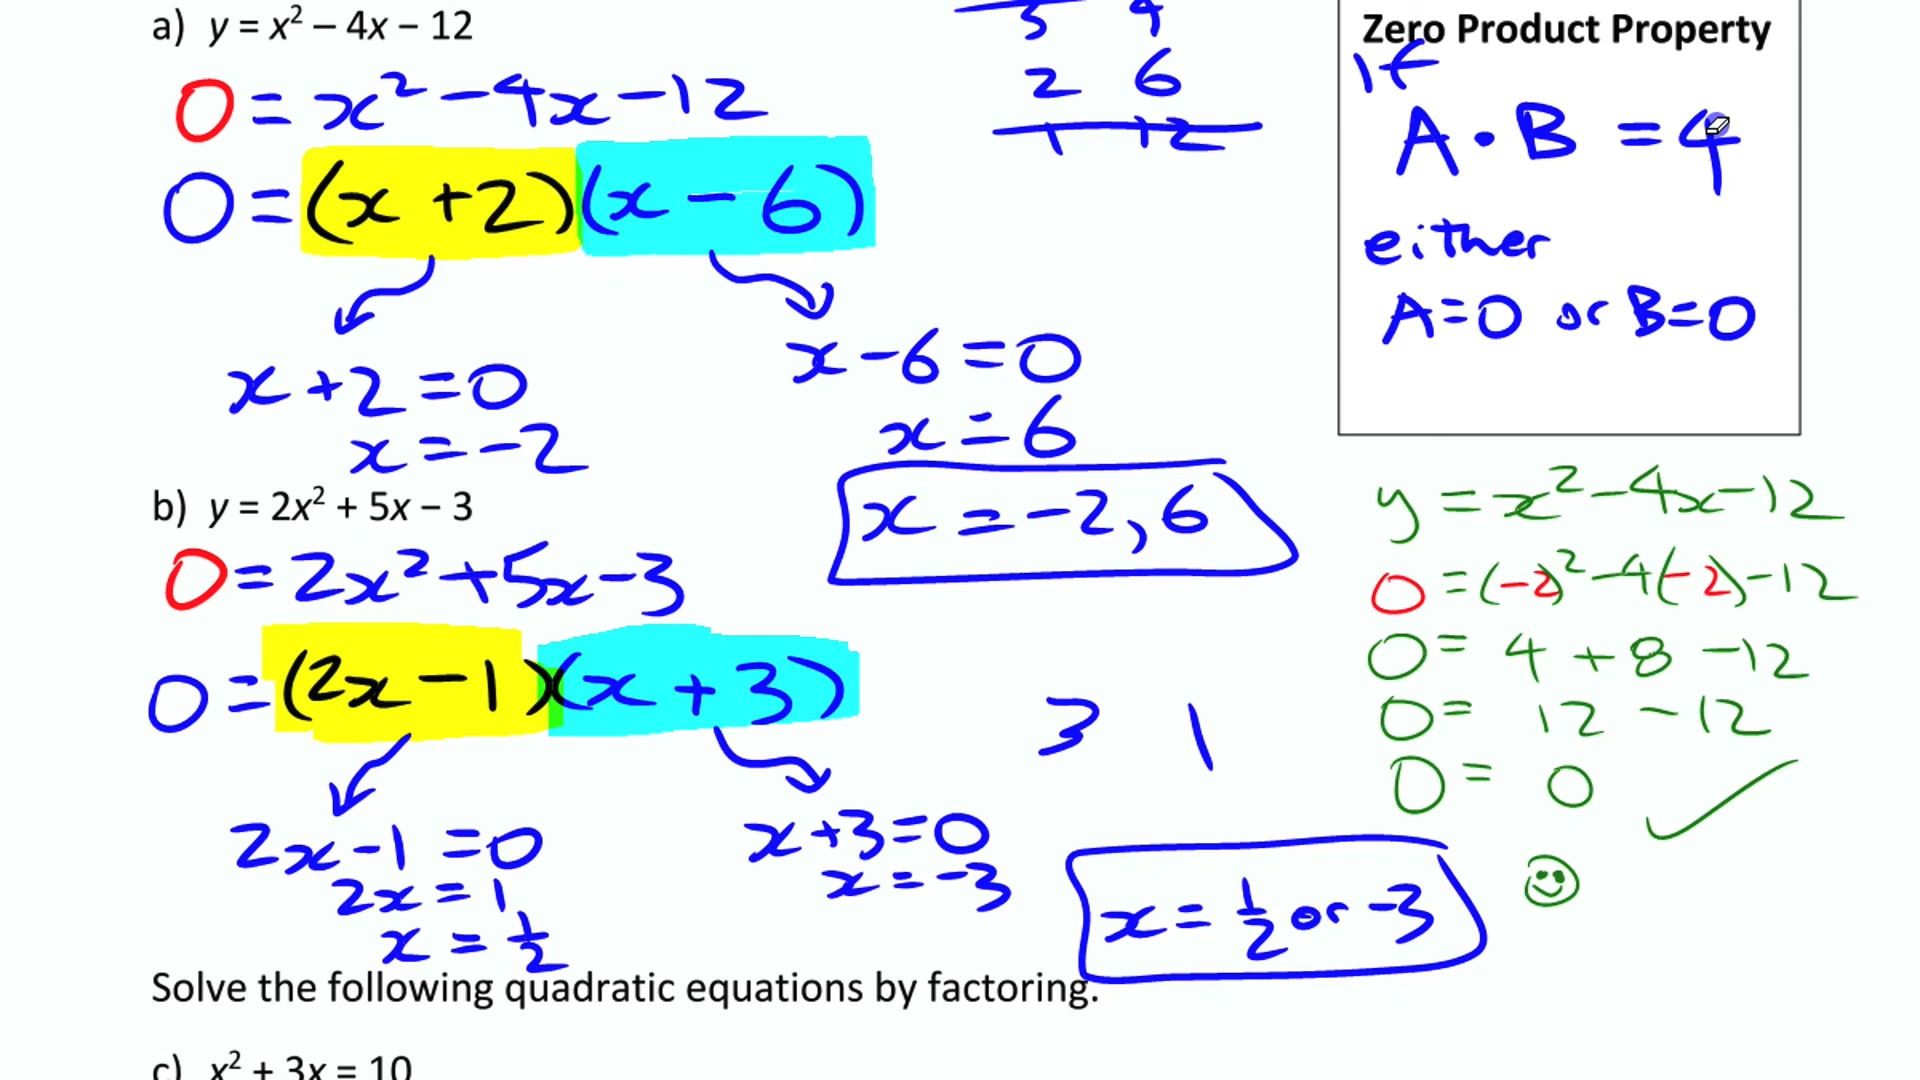 a) y = x² – 4x – 12
0 = x² – 4x – 12
0 = (x + 2)(x – 6)
x + 2 = 0
x = –2
x – 6 = 0
x = 6
x = –2, 6
3 4
2 6
1 12
Zero Product Property
if
A · B = 4
either
A = 0 or B = 0
b) y = 2x² + 5x – 3
0 = 2x² + 5x – 3
0 = (2x – 1)(x + 3)
2x – 1 = 0
2x = 1
x = 1/2
x + 3 = 0
x = –3
3 1
x = 1/2 or –3
y = x² – 4x – 12
0 = (–2)² – 4(–2) – 12
0 = 4 + 8 – 12
0 = 12 – 12
0 = 0
Solve the following quadratic equations by factoring.
c) x² + 3x = 10